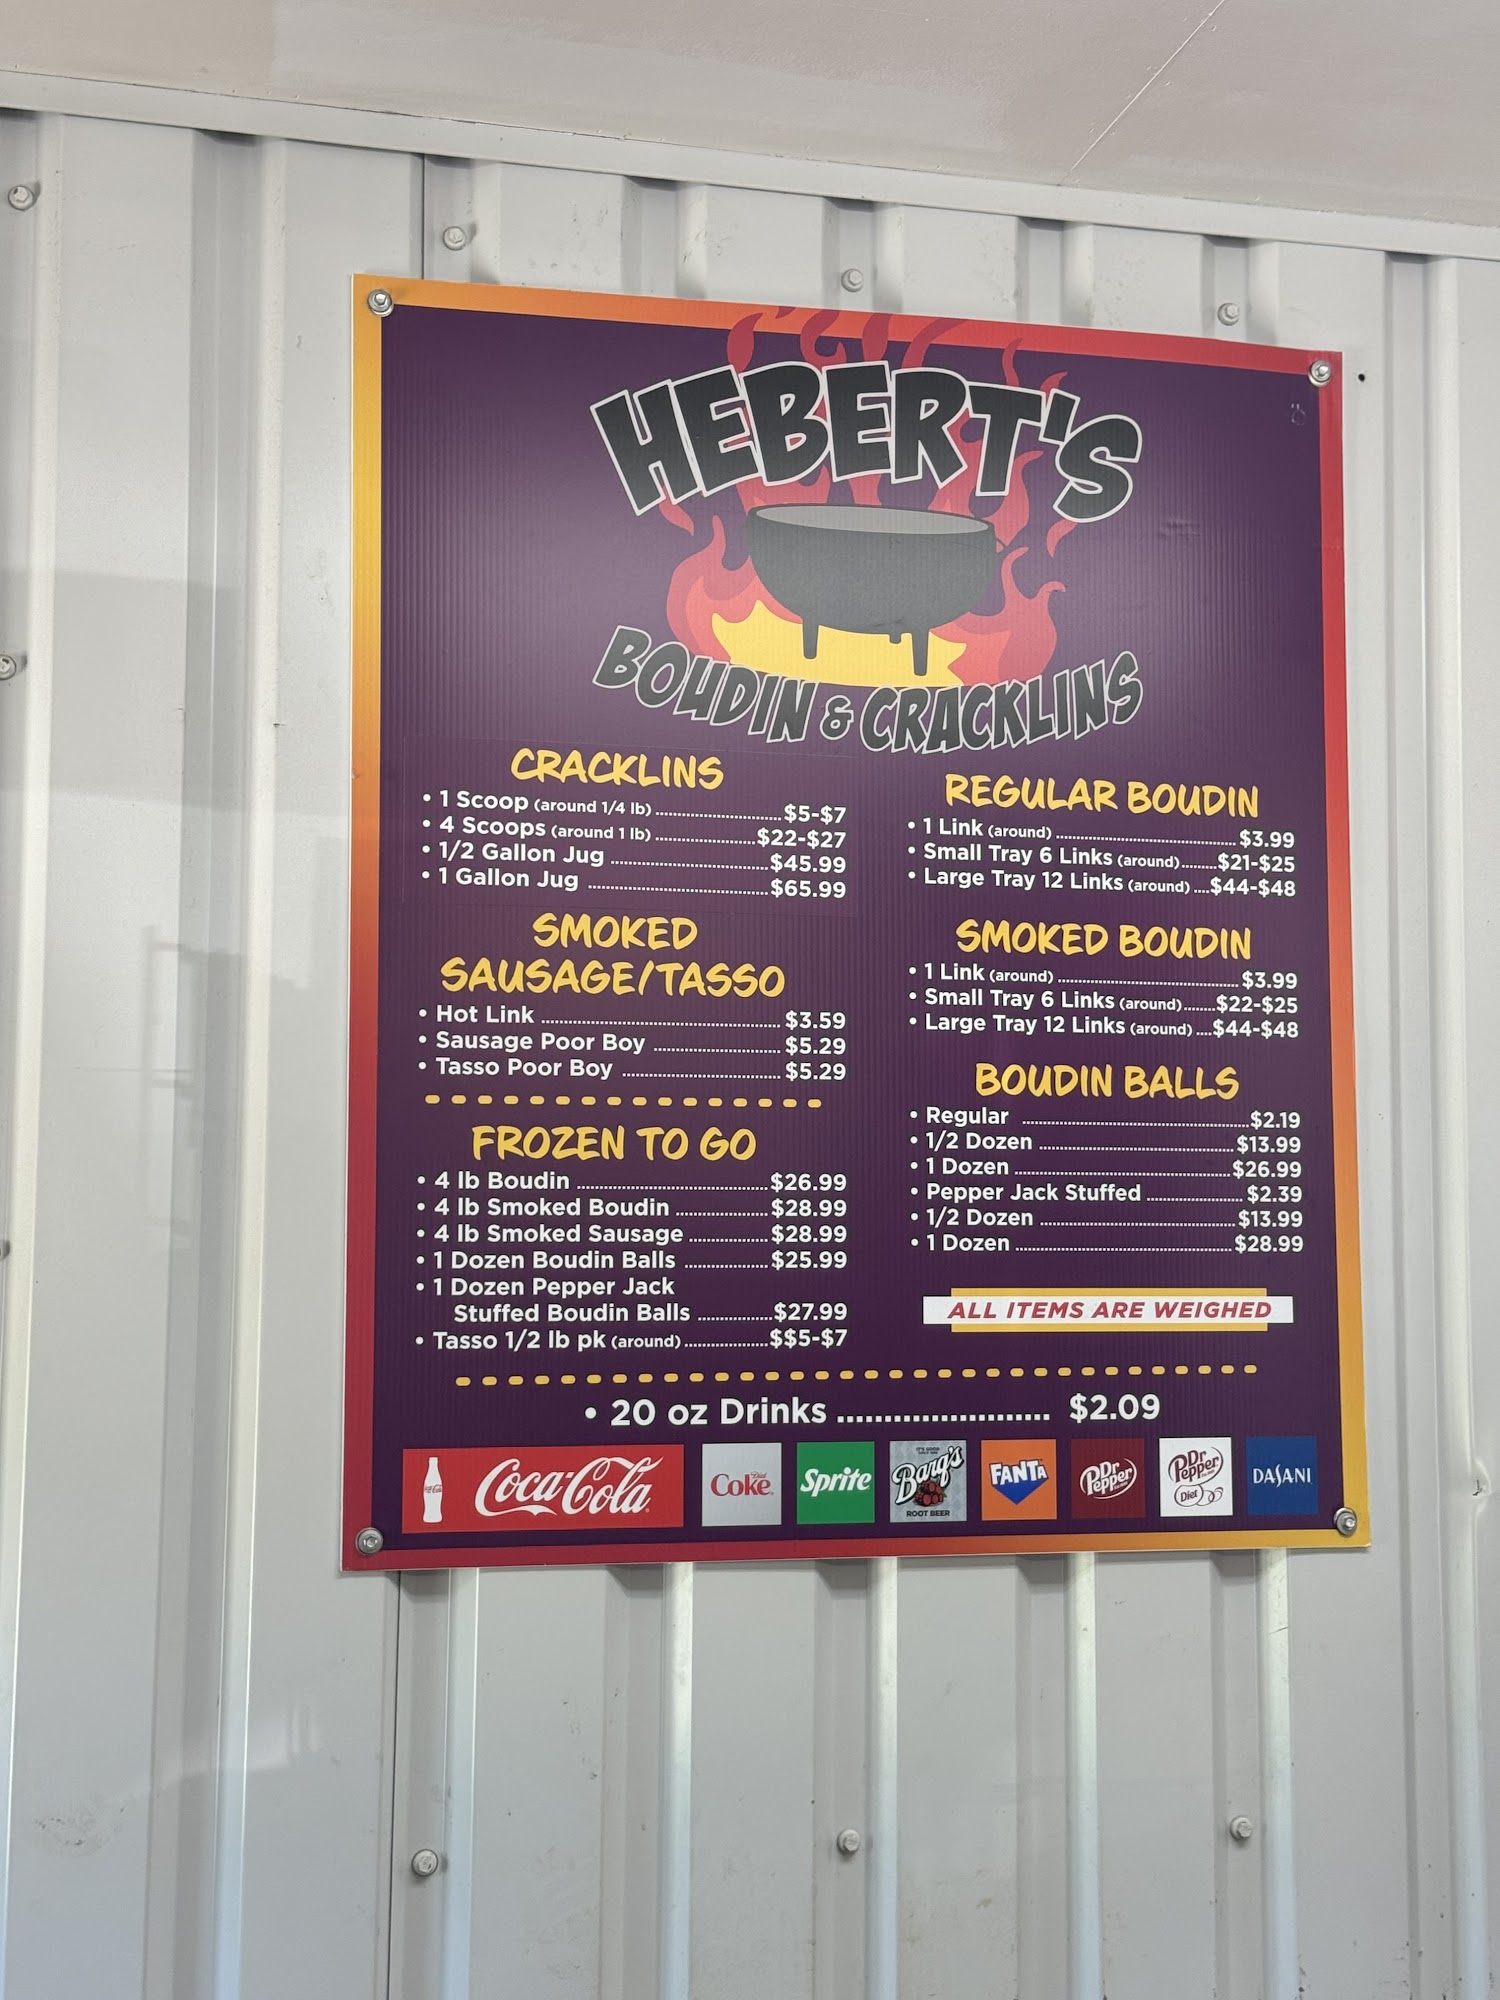 HEBERT'S
BOUDIN & CRACKLINS
CRACKLINS
• 1 Scoop (around 1/4 lb) ........ $5-$7
• 4 Scoops (around 1 lb) ........ $22-$27
• 1/2 Gallon Jug ........ $45.99
• 1 Gallon Jug ........ $65.99
SMOKED
SAUSAGE/TASSO
• Hot Link ........ $3.59
• Sausage Poor Boy ........ $5.29
• Tasso Poor Boy ........ $5.29
FROZEN TO GO
• 4 lb Boudin ........ $26.99
• 4 lb Smoked Boudin ........ $28.99
• 4 lb Smoked Sausage ........ $28.99
• 1 Dozen Boudin Balls ........ $25.99
• 1 Dozen Pepper Jack
Stuffed Boudin Balls ........ $27.99
• Tasso 1/2 lb pk (around) ........ $$5-$7
REGULAR BOUDIN
• 1 Link (around) ........ $3.99
• Small Tray 6 Links (around) ........ $21-$25
• Large Tray 12 Links (around) .... $44-$48
SMOKED BOUDIN
• 1 Link (around) ........ $3.99
• Small Tray 6 Links (around) ........ $22-$25
• Large Tray 12 Links (around) .... $44-$48
BOUDIN BALLS
• Regular ........ $2.19
• 1/2 Dozen ........ $13.99
• 1 Dozen ........ $26.99
• Pepper Jack Stuffed ........ $2.39
• 1/2 Dozen ........ $13.99
• 1 Dozen ........ $28.99
ALL ITEMS ARE WEIGHED
• 20 oz Drinks ........ $2.09
Coca-Cola
Diet Coke
Sprite
IT'S GOOD
Barq's
ROOT BEER
FANTA
Dr Pepper
Dr Pepper
Diet
DASANI